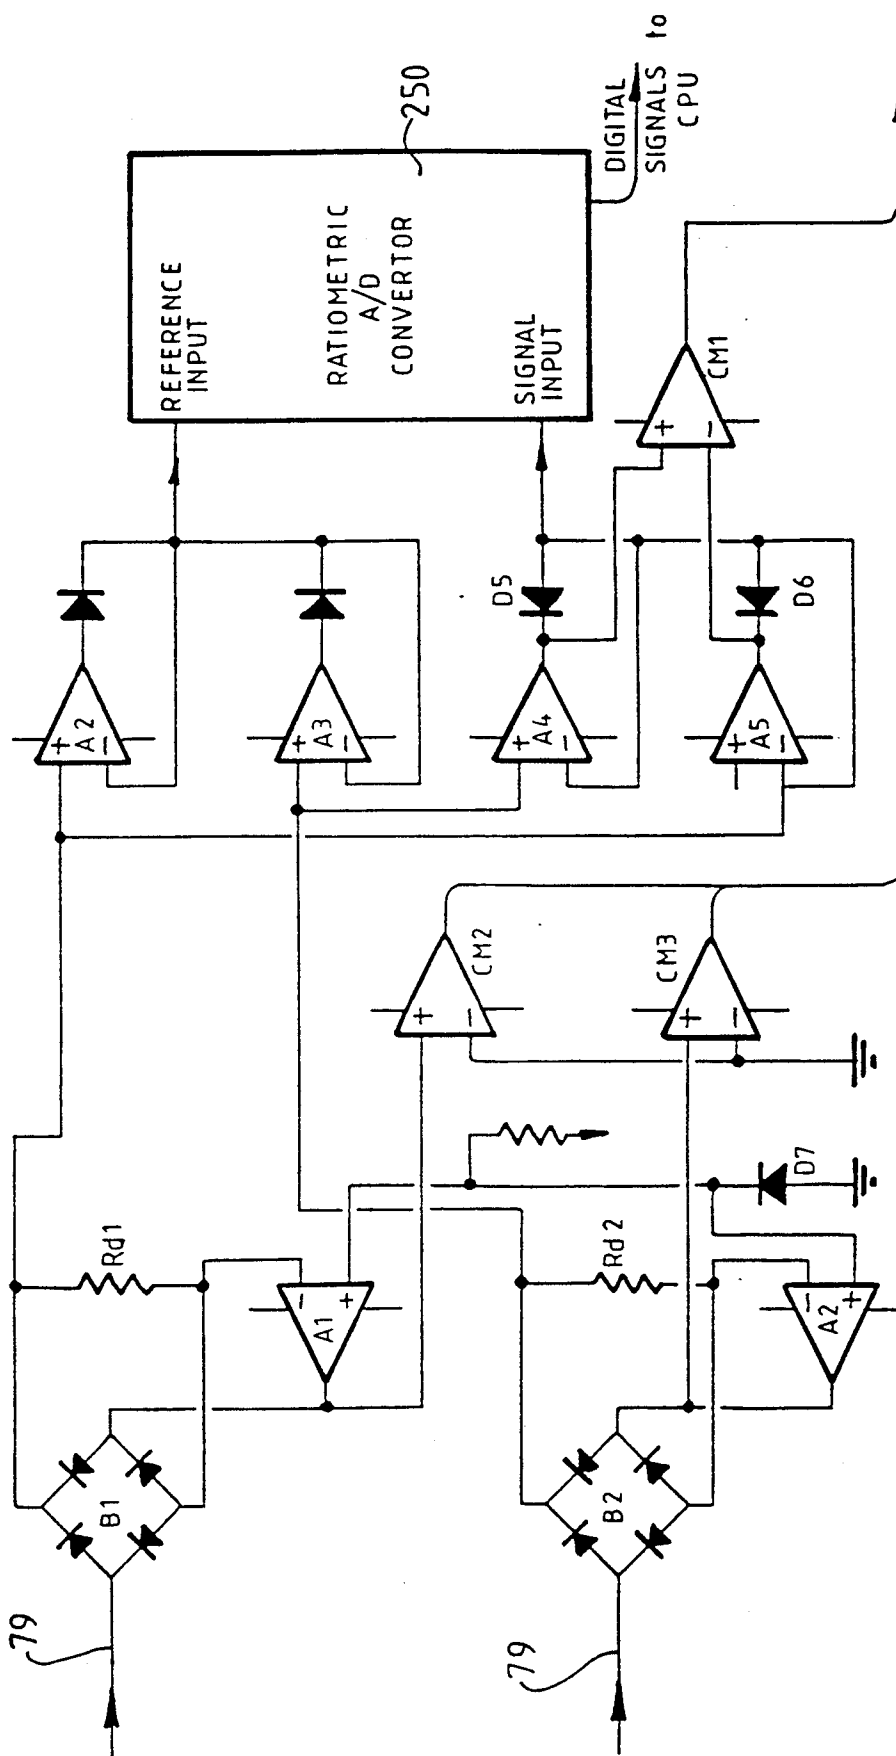 79
B1
Rd1
A1
79
B2
Rd2
A2
D7
CM2
CM3
A2
A3
A4
A5
D5
D6
REFERENCE
INPUT
RATIOMETRIC
A/D
CONVERTOR
SIGNAL
INPUT
250
CM1
DIGITAL
SIGNALS to
CPU
+
-
+
-
+
-
+
-
+
-
+
-
+
-
+
-
+
-